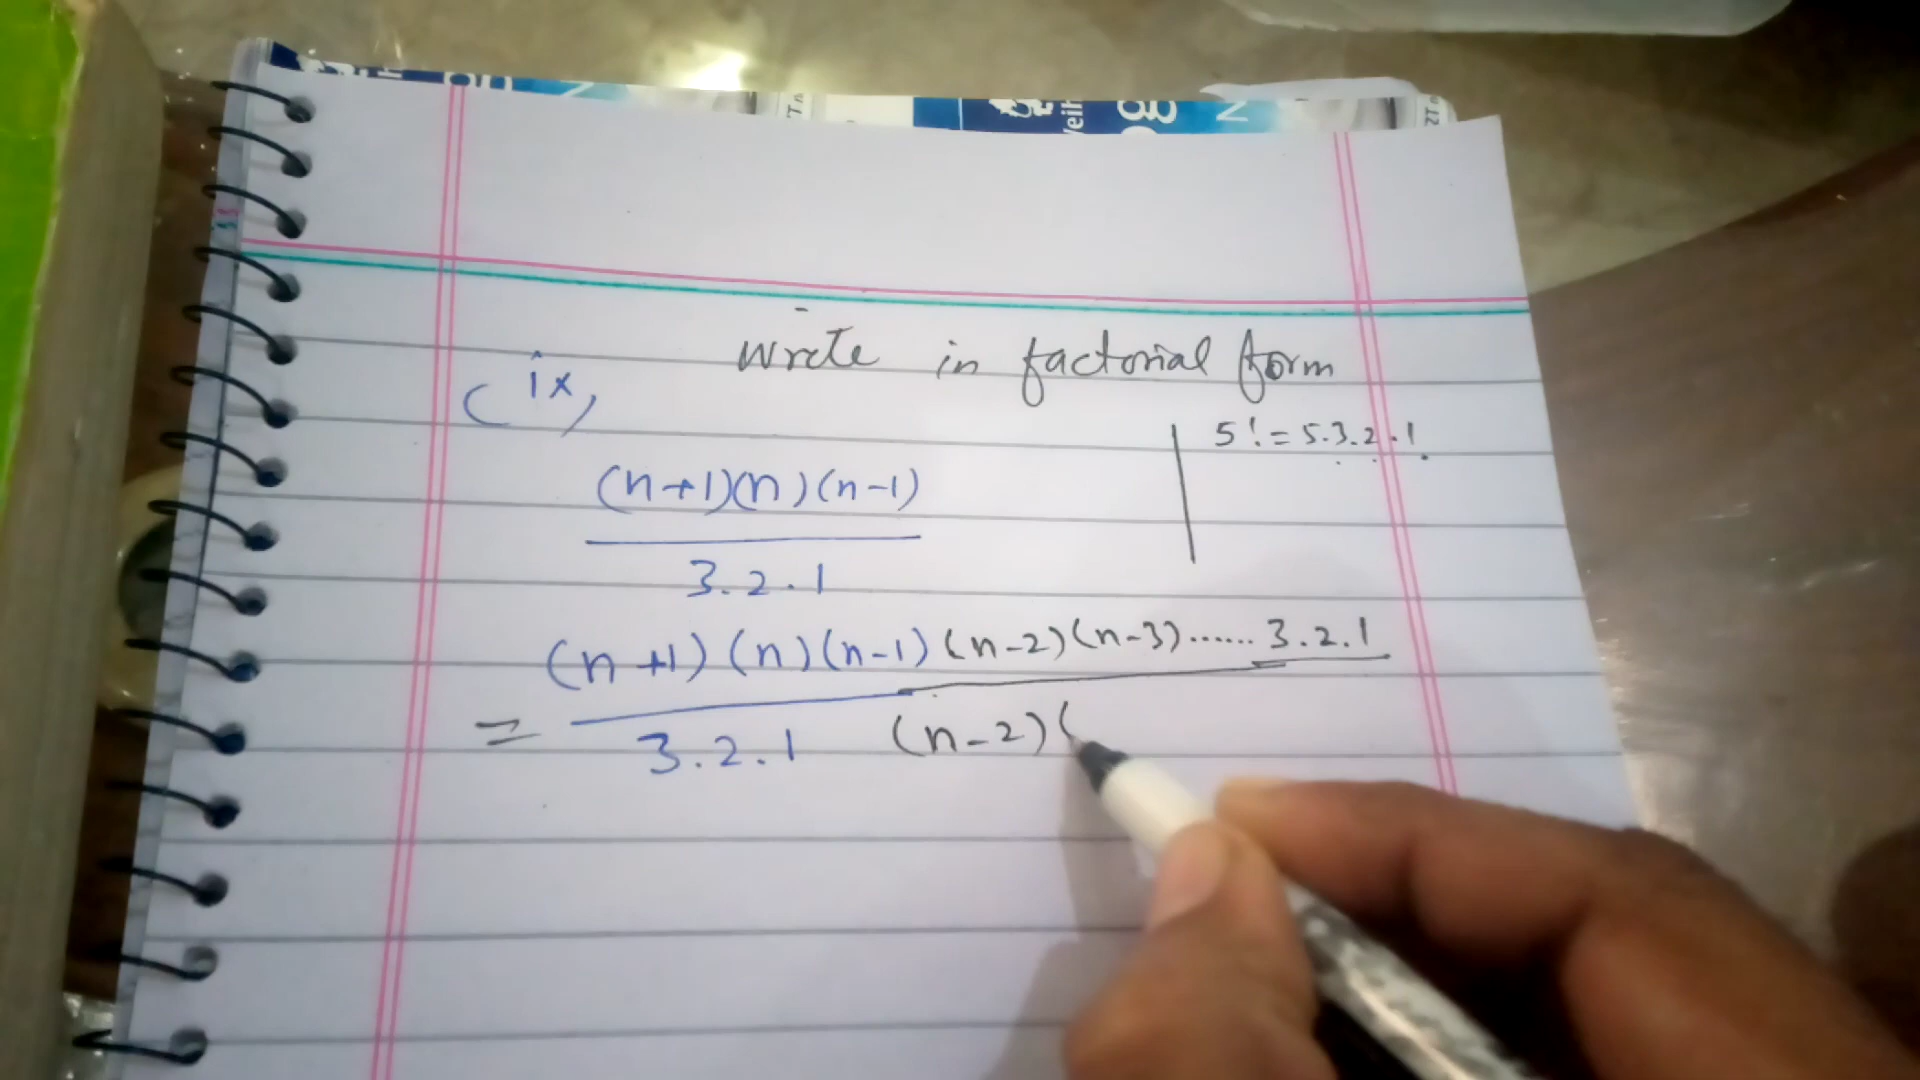 write in factorial form
(ix)
5! = 5.3.2.1
(n+1)(n)(n-1)
3.2.1
(n+1)(n)(n-1)(n-2)(n-3)......3.2.1
=
3.2.1 (n-2)(